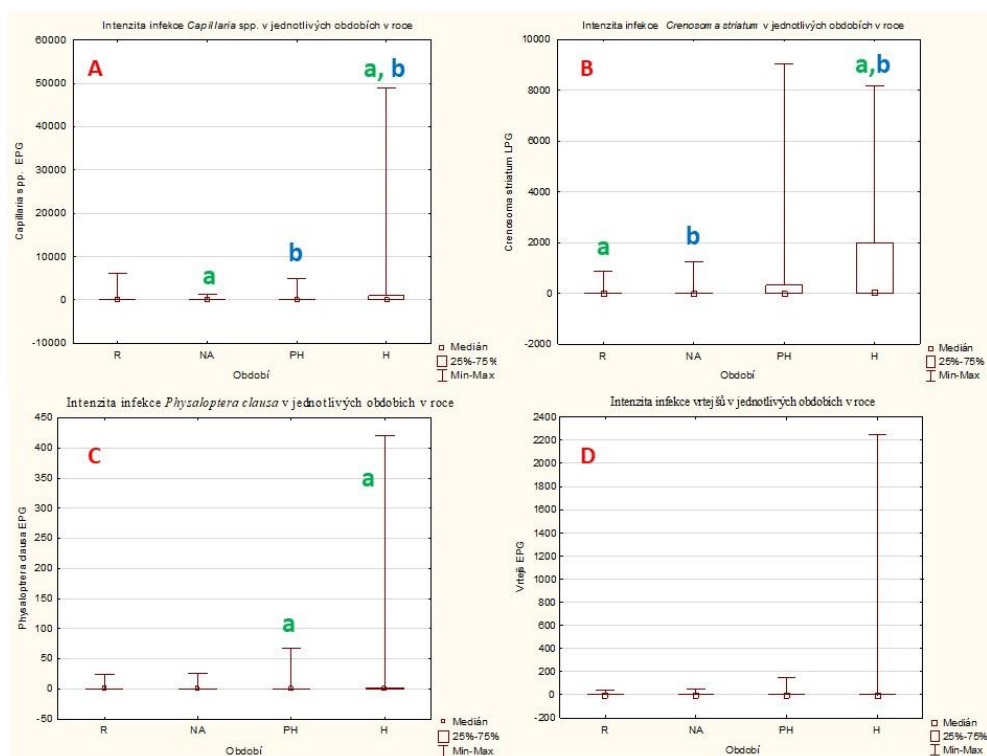 Intenzita infekce Capillaria spp. v jednotlivých obdobích v roce
60000
50000
40000
30000
20000
10000
0
-10000
Capillaria spp. EPG
A
a
b
a, b
R NA PH H
Období
Medián
25%-75%
Min-Max
Intenzita infekce Crenosoma striatum v jednotlivých obdobích v roce
10000
8000
6000
4000
2000
0
-2000
Crenosoma striatum LPG
B
a
b
a,b
R NA PH H
Období
Medián
25%-75%
Min-Max
Intenzita infekce Physaloptera clausa v jednotlivých obdobích v roce
450
400
350
300
250
200
150
100
50
0
-50
Physaloptrera clausa EPG
C
a
a
R NA PH H
Období
Medián
25%-75%
Min-Max
Intenzita infekce vrtejšů v jednotlivých obdobích v roce
2400
2200
2000
1800
1600
1400
1200
1000
800
600
400
200
0
-200
Vrtejši EPG
D
R NA PH H
Období
Medián
25%-75%
Min-Max